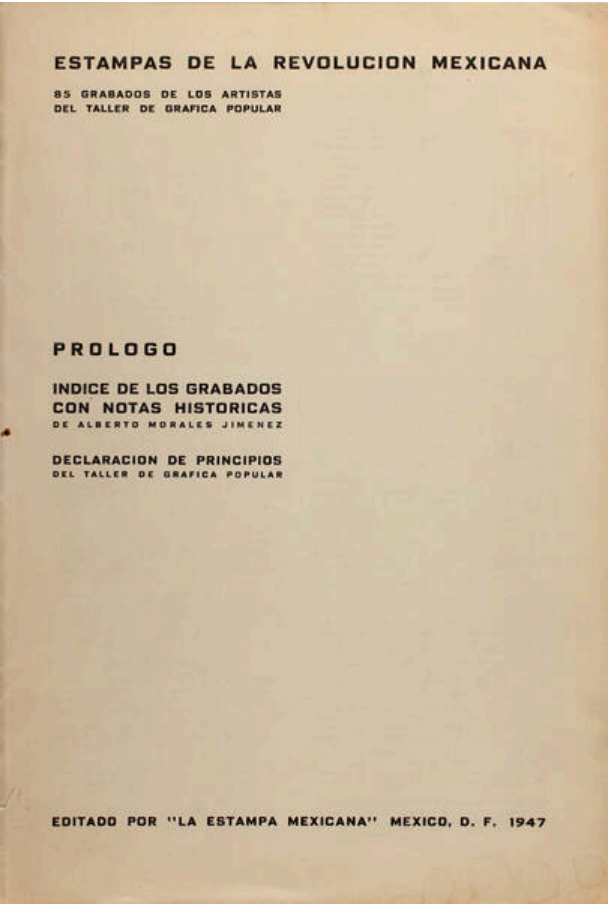 ESTAMPAS DE LA REVOLUCION MEXICANA
85 GRABADOS DE LOS ARTISTAS
DEL TALLER DE GRAFICA POPULAR
PROLOGO
INDICE DE LOS GRABADOS
CON NOTAS HISTORICAS
DE ALBERTO MORALES JIMENEZ
DECLARACION DE PRINCIPIOS
DEL TALLER DE GRAFICA POPULAR
EDITADO POR "LA ESTAMPA MEXICANA" MEXICO, D. F. 1947